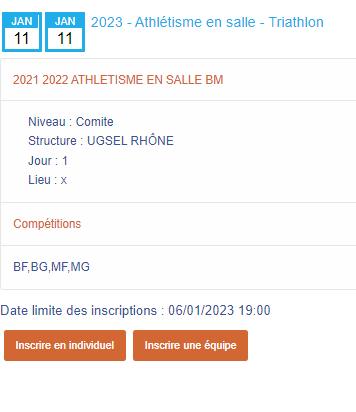 JAN JAN
11 11
2023 - Athlétisme en salle - Triathlon
2021 2022 ATHLETISME EN SALLE BM
Niveau : Comite
Structure : UGSEL RHÔNE
Jour : 1
Lieu : x
Compétitions
BF,BG,MF,MG
Date limite des inscriptions : 06/01/2023 19:00
Inscrire en individuel Inscrire une équipe